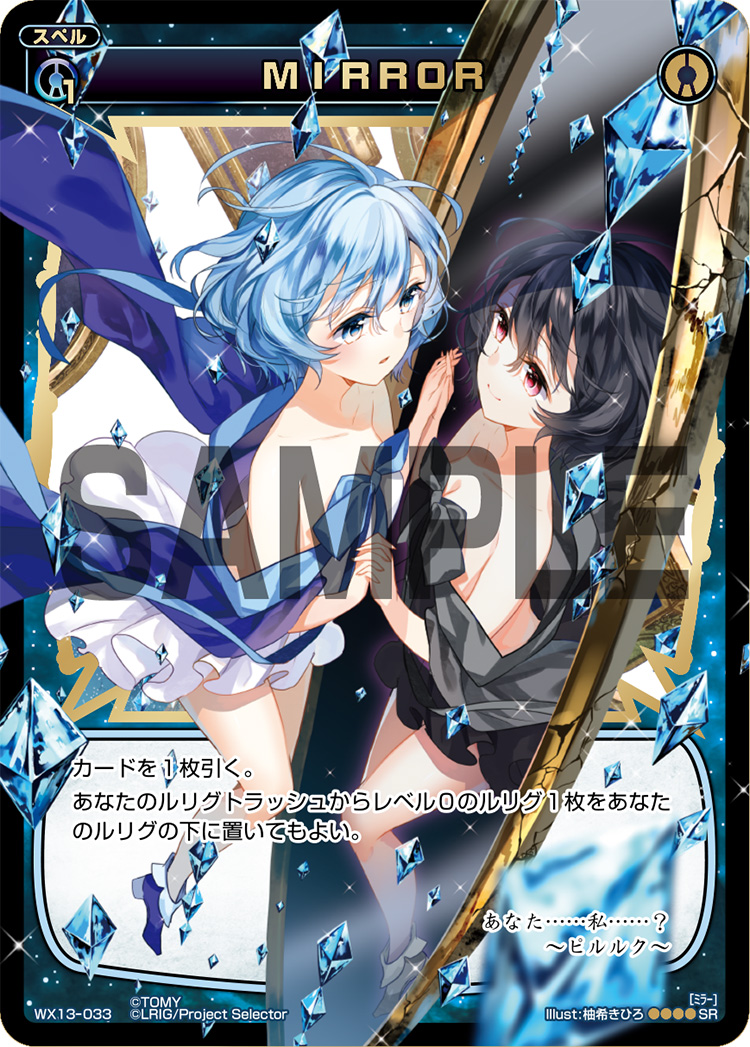 スペル
MIRROR
1
SAMPLE
カードを1枚引く。
あなたのルリグトラッシュからレベル0のルリグ1枚をあなた
のルリグの下に置いてもよい。
あなた……私……?
〜ピルルク〜
WX13-033
©TOMY
©LRIG/Project Selector
[ミラー]
Illust:柚希きひろ
SR